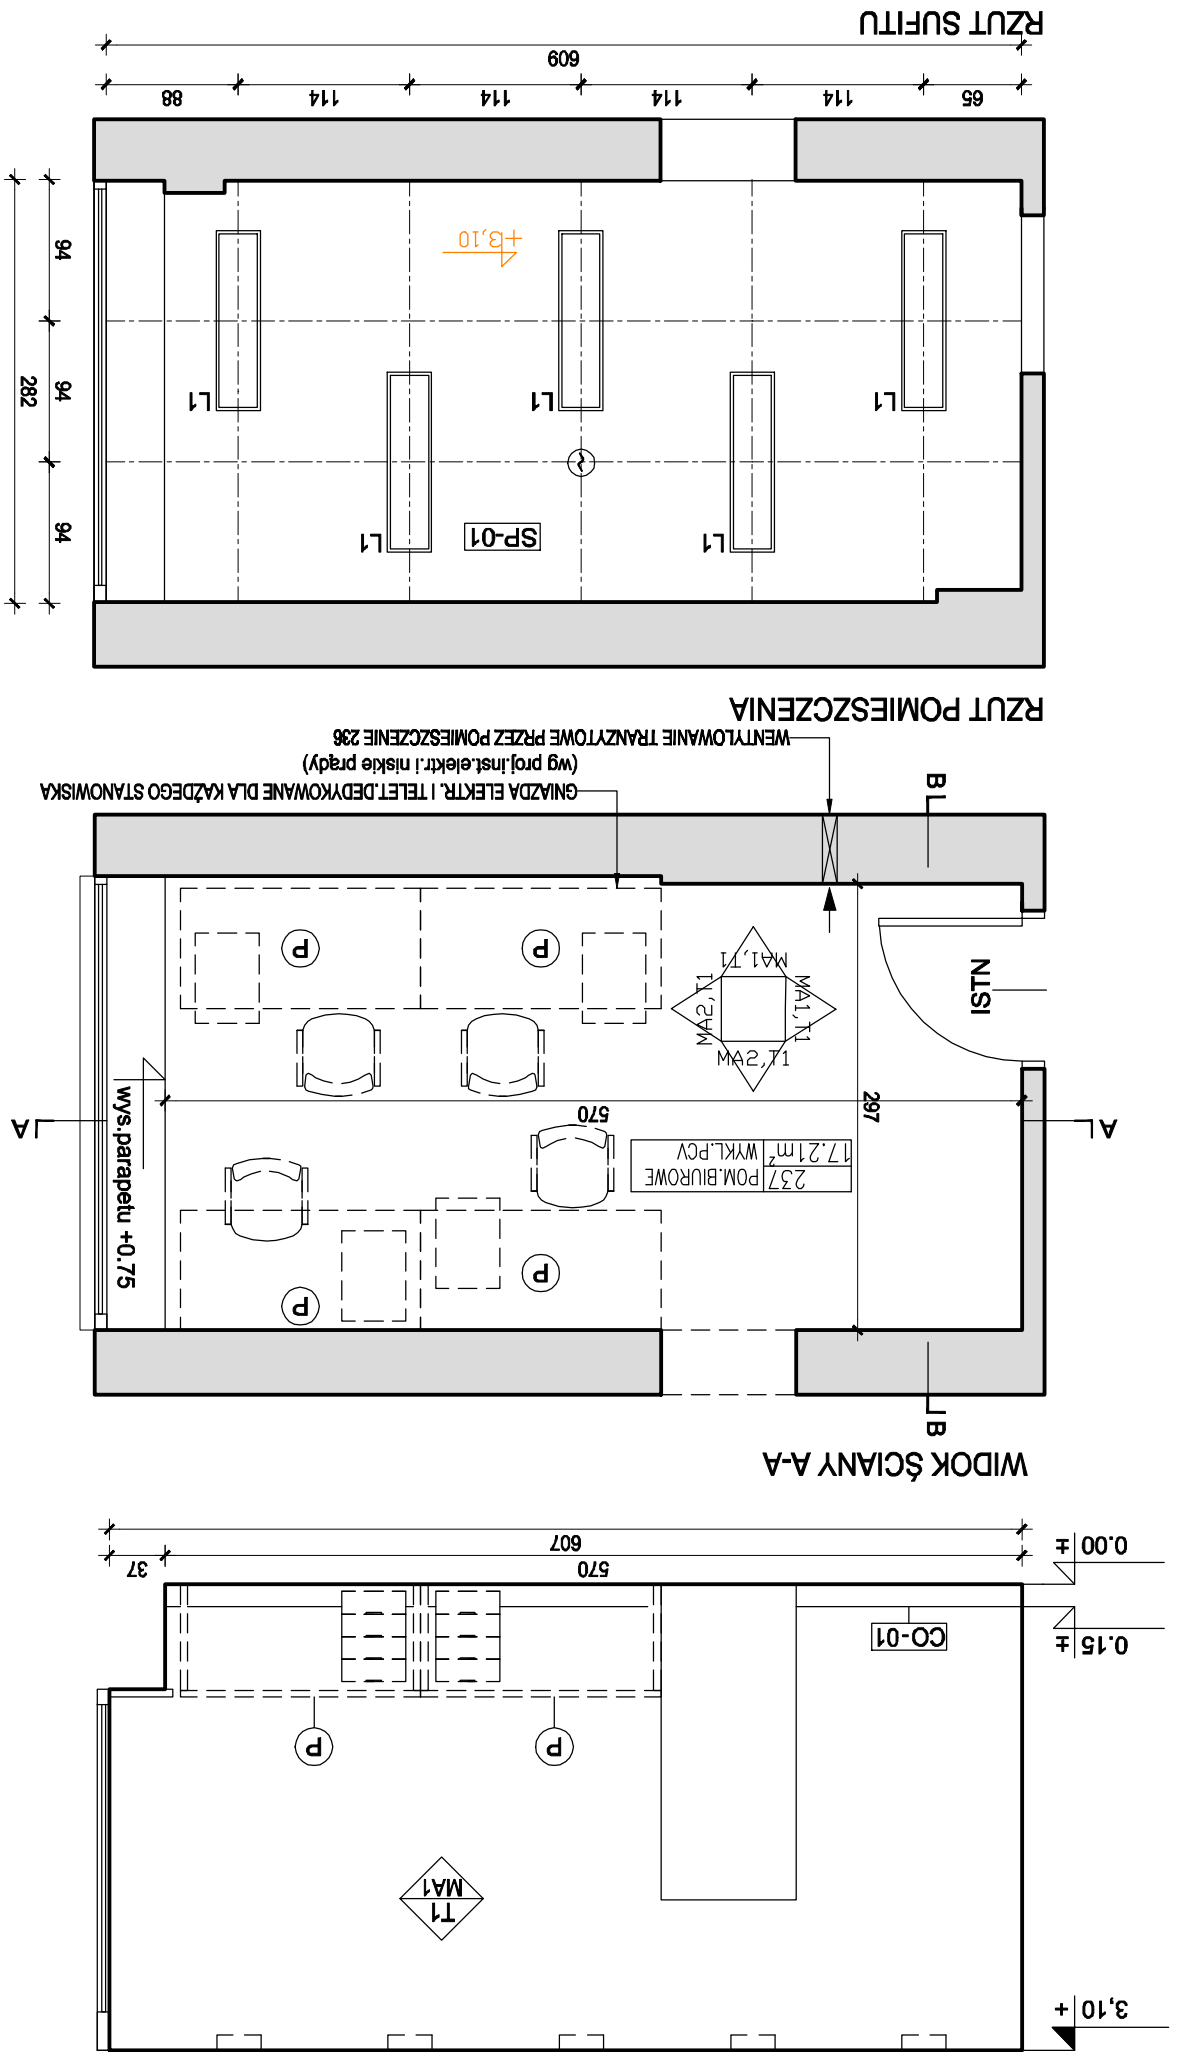 3,10 +
T1
MA1
P
P
CO-01
0.15 ±
0.00 ±
570
37
607
WIDOK ŚCIANY A-A
B
P
P
237 POM.BIUROWE
17.21m² WYKL.PCV
A
A
570
297
wys.parapetu +0.75
MA2,T1
MA1,T1
MA2,T1
MA1,T1
ISTN
P
P
B
GNIAZDA ELEKTR. I TELET.DEDYKOWANE DLA KAŻDEGO STANOWISKA
(wg proj.inst.elektr.i niskie prądy)
WENTYLOWANIE TRANZYTOWE PRZEZ POMIESZCZENIE 236
RZUT POMIESZCZENIA
SP-01
L1
L1
L1
L1
L1
+3,10
94
94
94
282
65
114
114
114
114
88
609
RZUT SUFITU